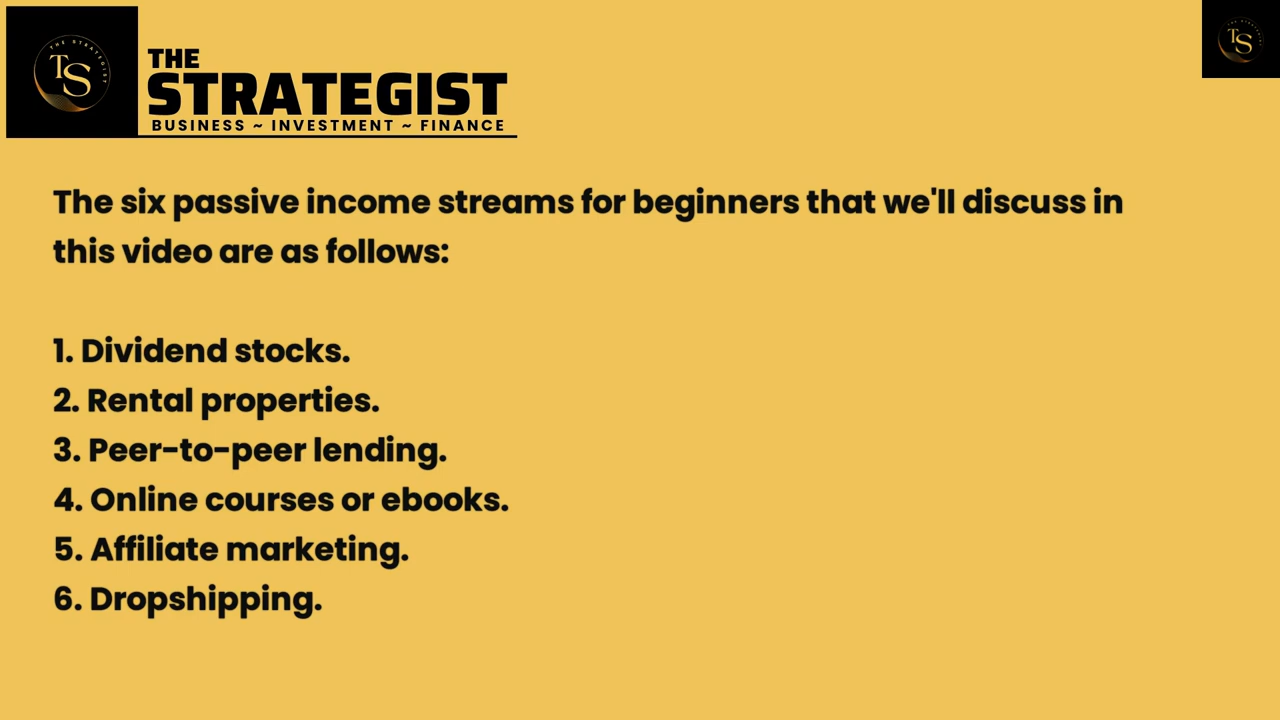 TS
THE STRATEGIST
THE
STRATEGIST
BUSINESS ~ INVESTMENT ~ FINANCE
TS
The six passive income streams for beginners that we'll discuss in
this video are as follows:
1. Dividend stocks.
2. Rental properties.
3. Peer-to-peer lending.
4. Online courses or ebooks.
5. Affiliate marketing.
6. Dropshipping.